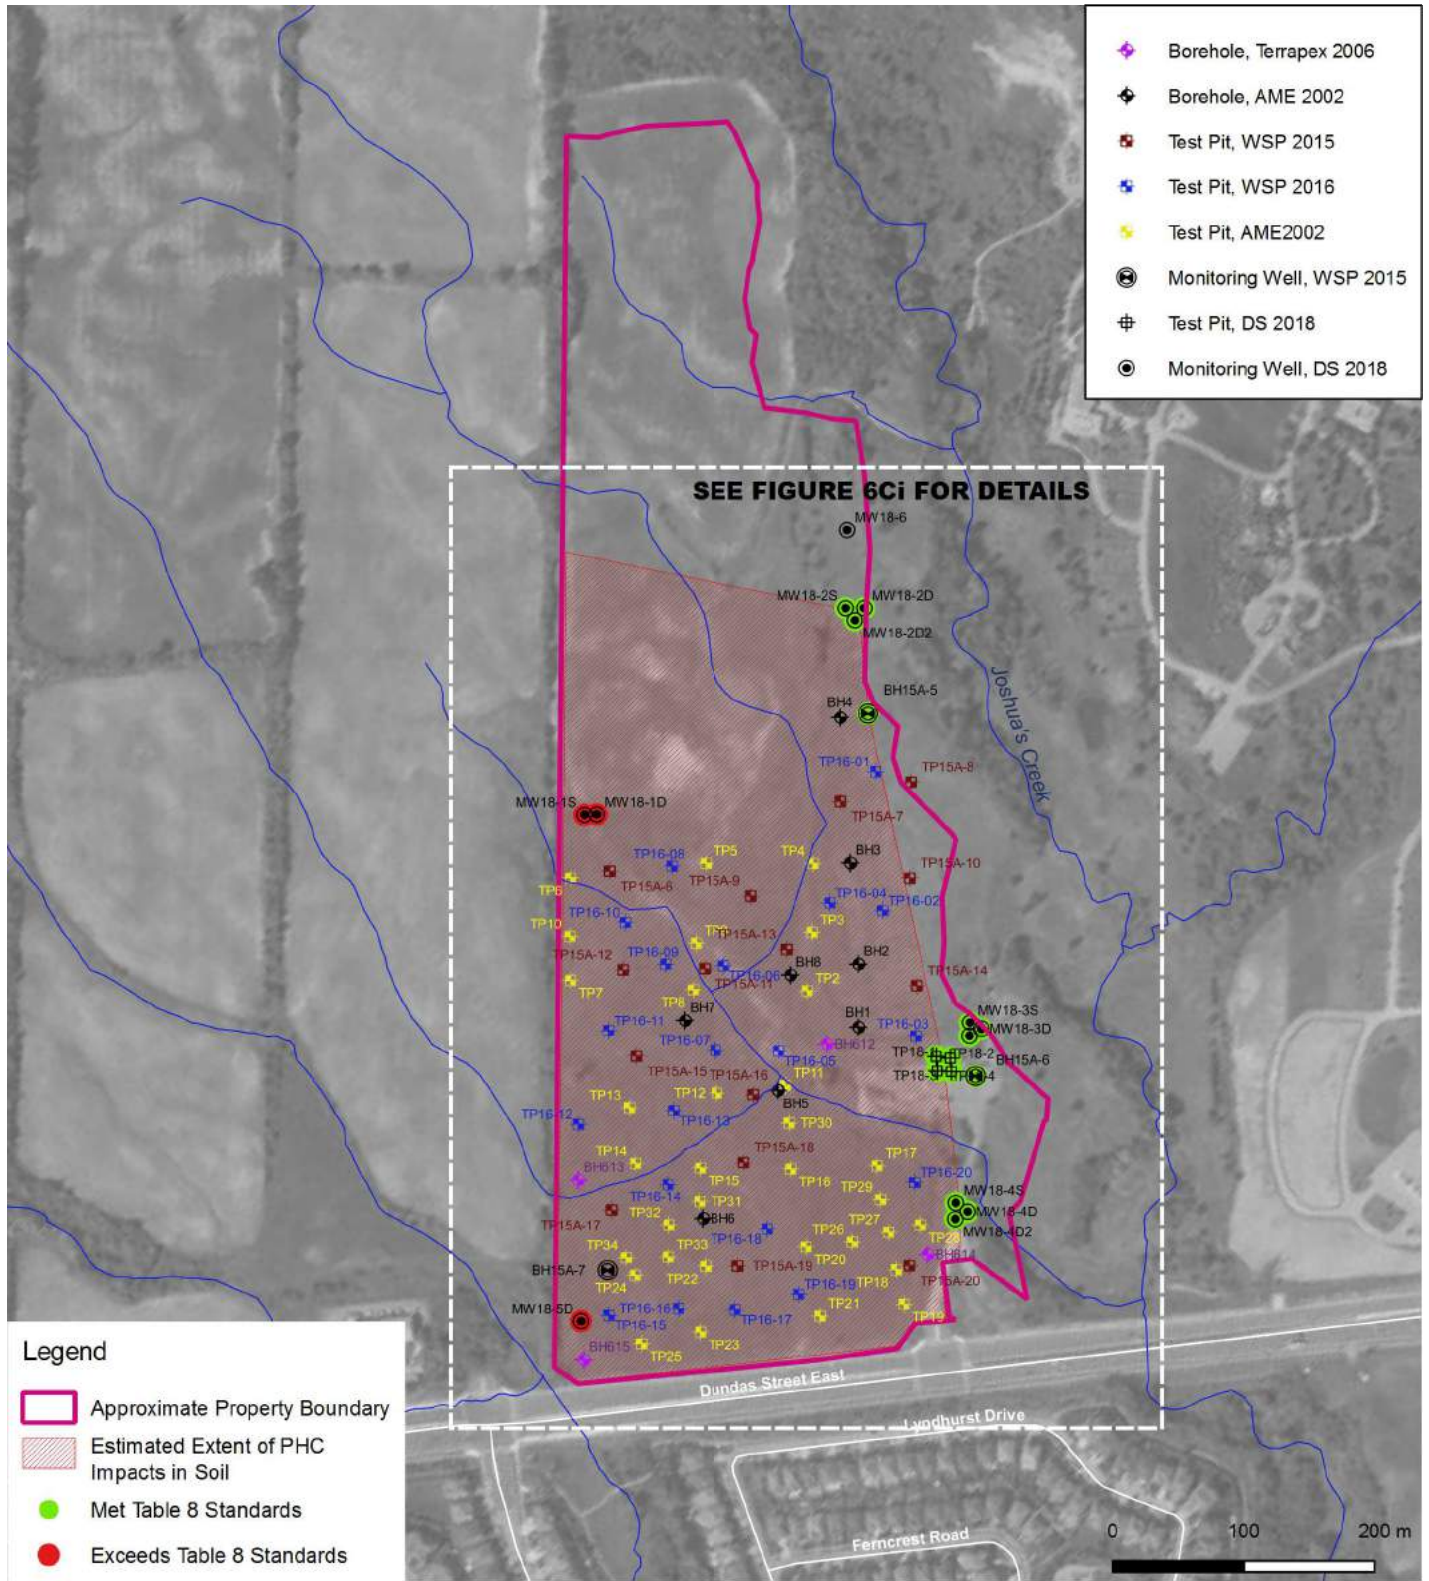 Borehole, Terrapex 2006
Borehole, AME 2002
Test Pit, WSP 2015
Test Pit, WSP 2016
Test Pit, AME2002
Monitoring Well, WSP 2015
Test Pit, DS 2018
Monitoring Well, DS 2018
SEE FIGURE 6Ci FOR DETAILS
MW18-6
MW18-2S
MW18-2D
MW18-2D2
BH15A-5
BH4
Joshua's Creek
TP16-01
TP15A-8
TP15A-7
MW18-1S
MW18-1D
TP16-08
TP5
TP4
BH3
TP6
TP15A-6
TP15A-9
TP15A-10
TP16-04
TP16-02
TP16-10
TP10
TP3
TP15A-13
TP15A-12
TP16-09
TP16-06
BH8
BH2
TP15A-11
TP15A-14
TP7
TP8
TP2
BH7
MW18-3S
MW18-3D
TP16-11
BH1
TP16-03
TP16-07
BH612
TP16-05
TP18-2
BH15A-6
TP15A-15
TP15A-16
TP11
TP12
BH5
TP13
TP16-12
TP16-13
TP30
TP14
TP15A-18
TP17
BH613
TP15
TP16
TP16-20
TP16-14
TP29
TP31
MW18-4S
MW18-4D
MW18-4D2
TP15A-17
TP32
BH6
TP16-18
TP27
TP26
TP28
TP34
TP33
BH614
BH15A-7
TP24
TP22
TP15A-19
TP20
TP18
TP15A-20
TP16-19
MW18-5D
TP16-16
TP16-15
TP16-17
TP21
TP19
TP23
BH615
TP25
Dundas Street East
Lyndhurst Drive
Ferncrest Road
Legend
Approximate Property Boundary
Estimated Extent of PHC
Impacts in Soil
Met Table 8 Standards
Exceeds Table 8 Standards
0 100 200 m